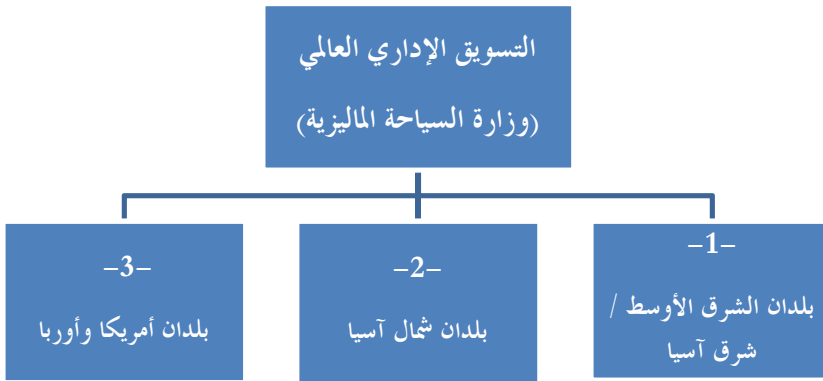 التسويق الإداري العالمي
(وزارة السياحة الماليزية)
-1-
بلدان الشرق الأوسط /
شرق آسيا
-2-
بلدان شمال آسيا
-3-
بلدان أمريكا وأوربا